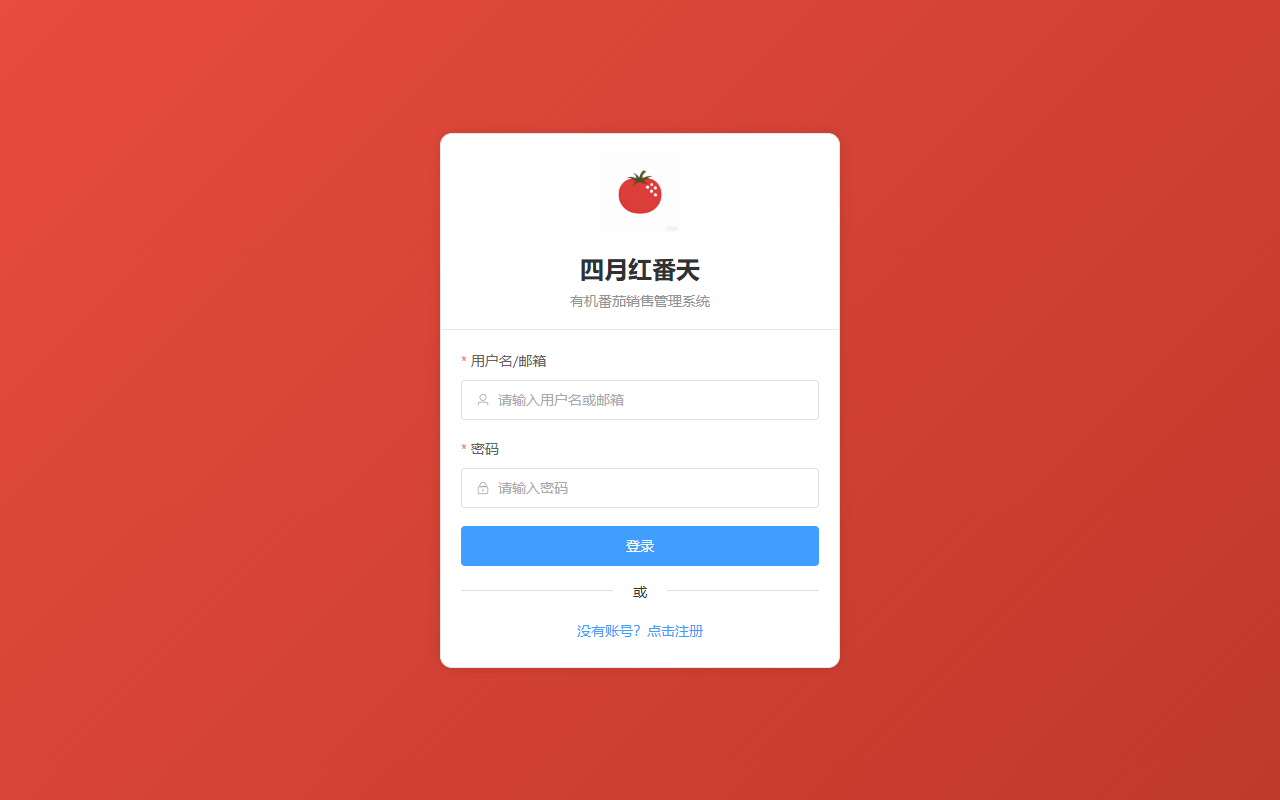 四月红番天
有机番茄销售管理系统
* 用户名/邮箱
请输入用户名或邮箱
* 密码
请输入密码
登录
或
没有账号？点击注册